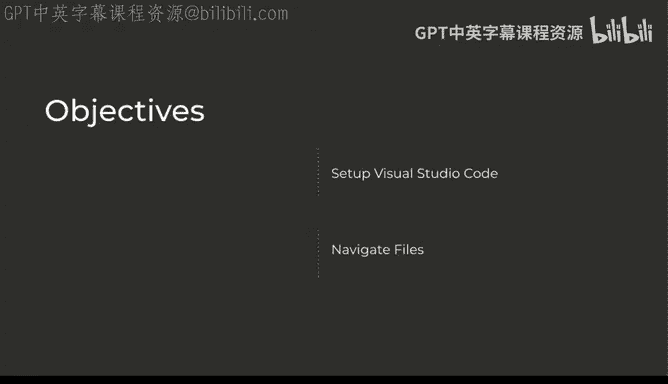 GPT中英字幕课程资源@bilibili.com
GPT中英字幕课程资源 bilibili
Objectives
Setup Visual Studio Code
Navigate Files